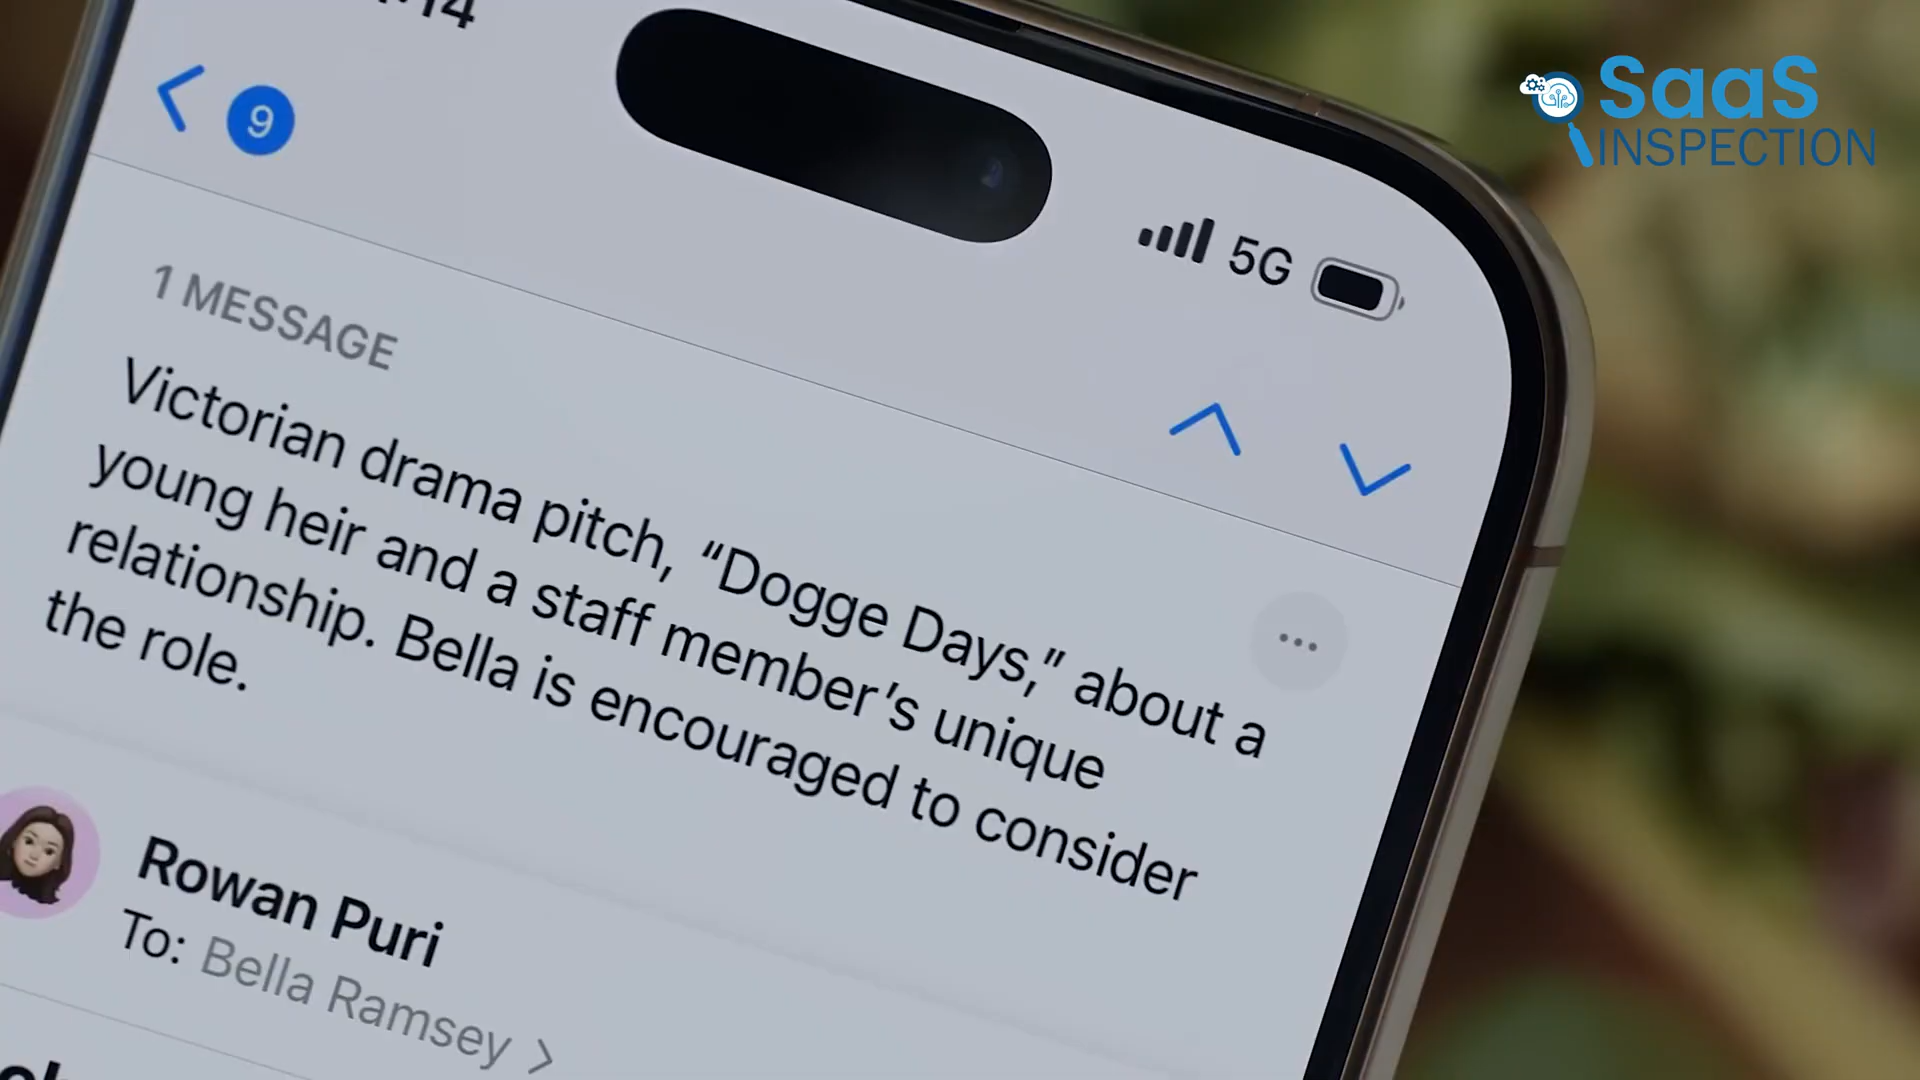 SaaS
INSPECTION
9
5G
1 MESSAGE
Victorian drama pitch, “Dogge Days,” about a
young heir and a staff member’s unique
relationship. Bella is encouraged to consider
the role.
Rowan Puri
To: Bella Ramsey